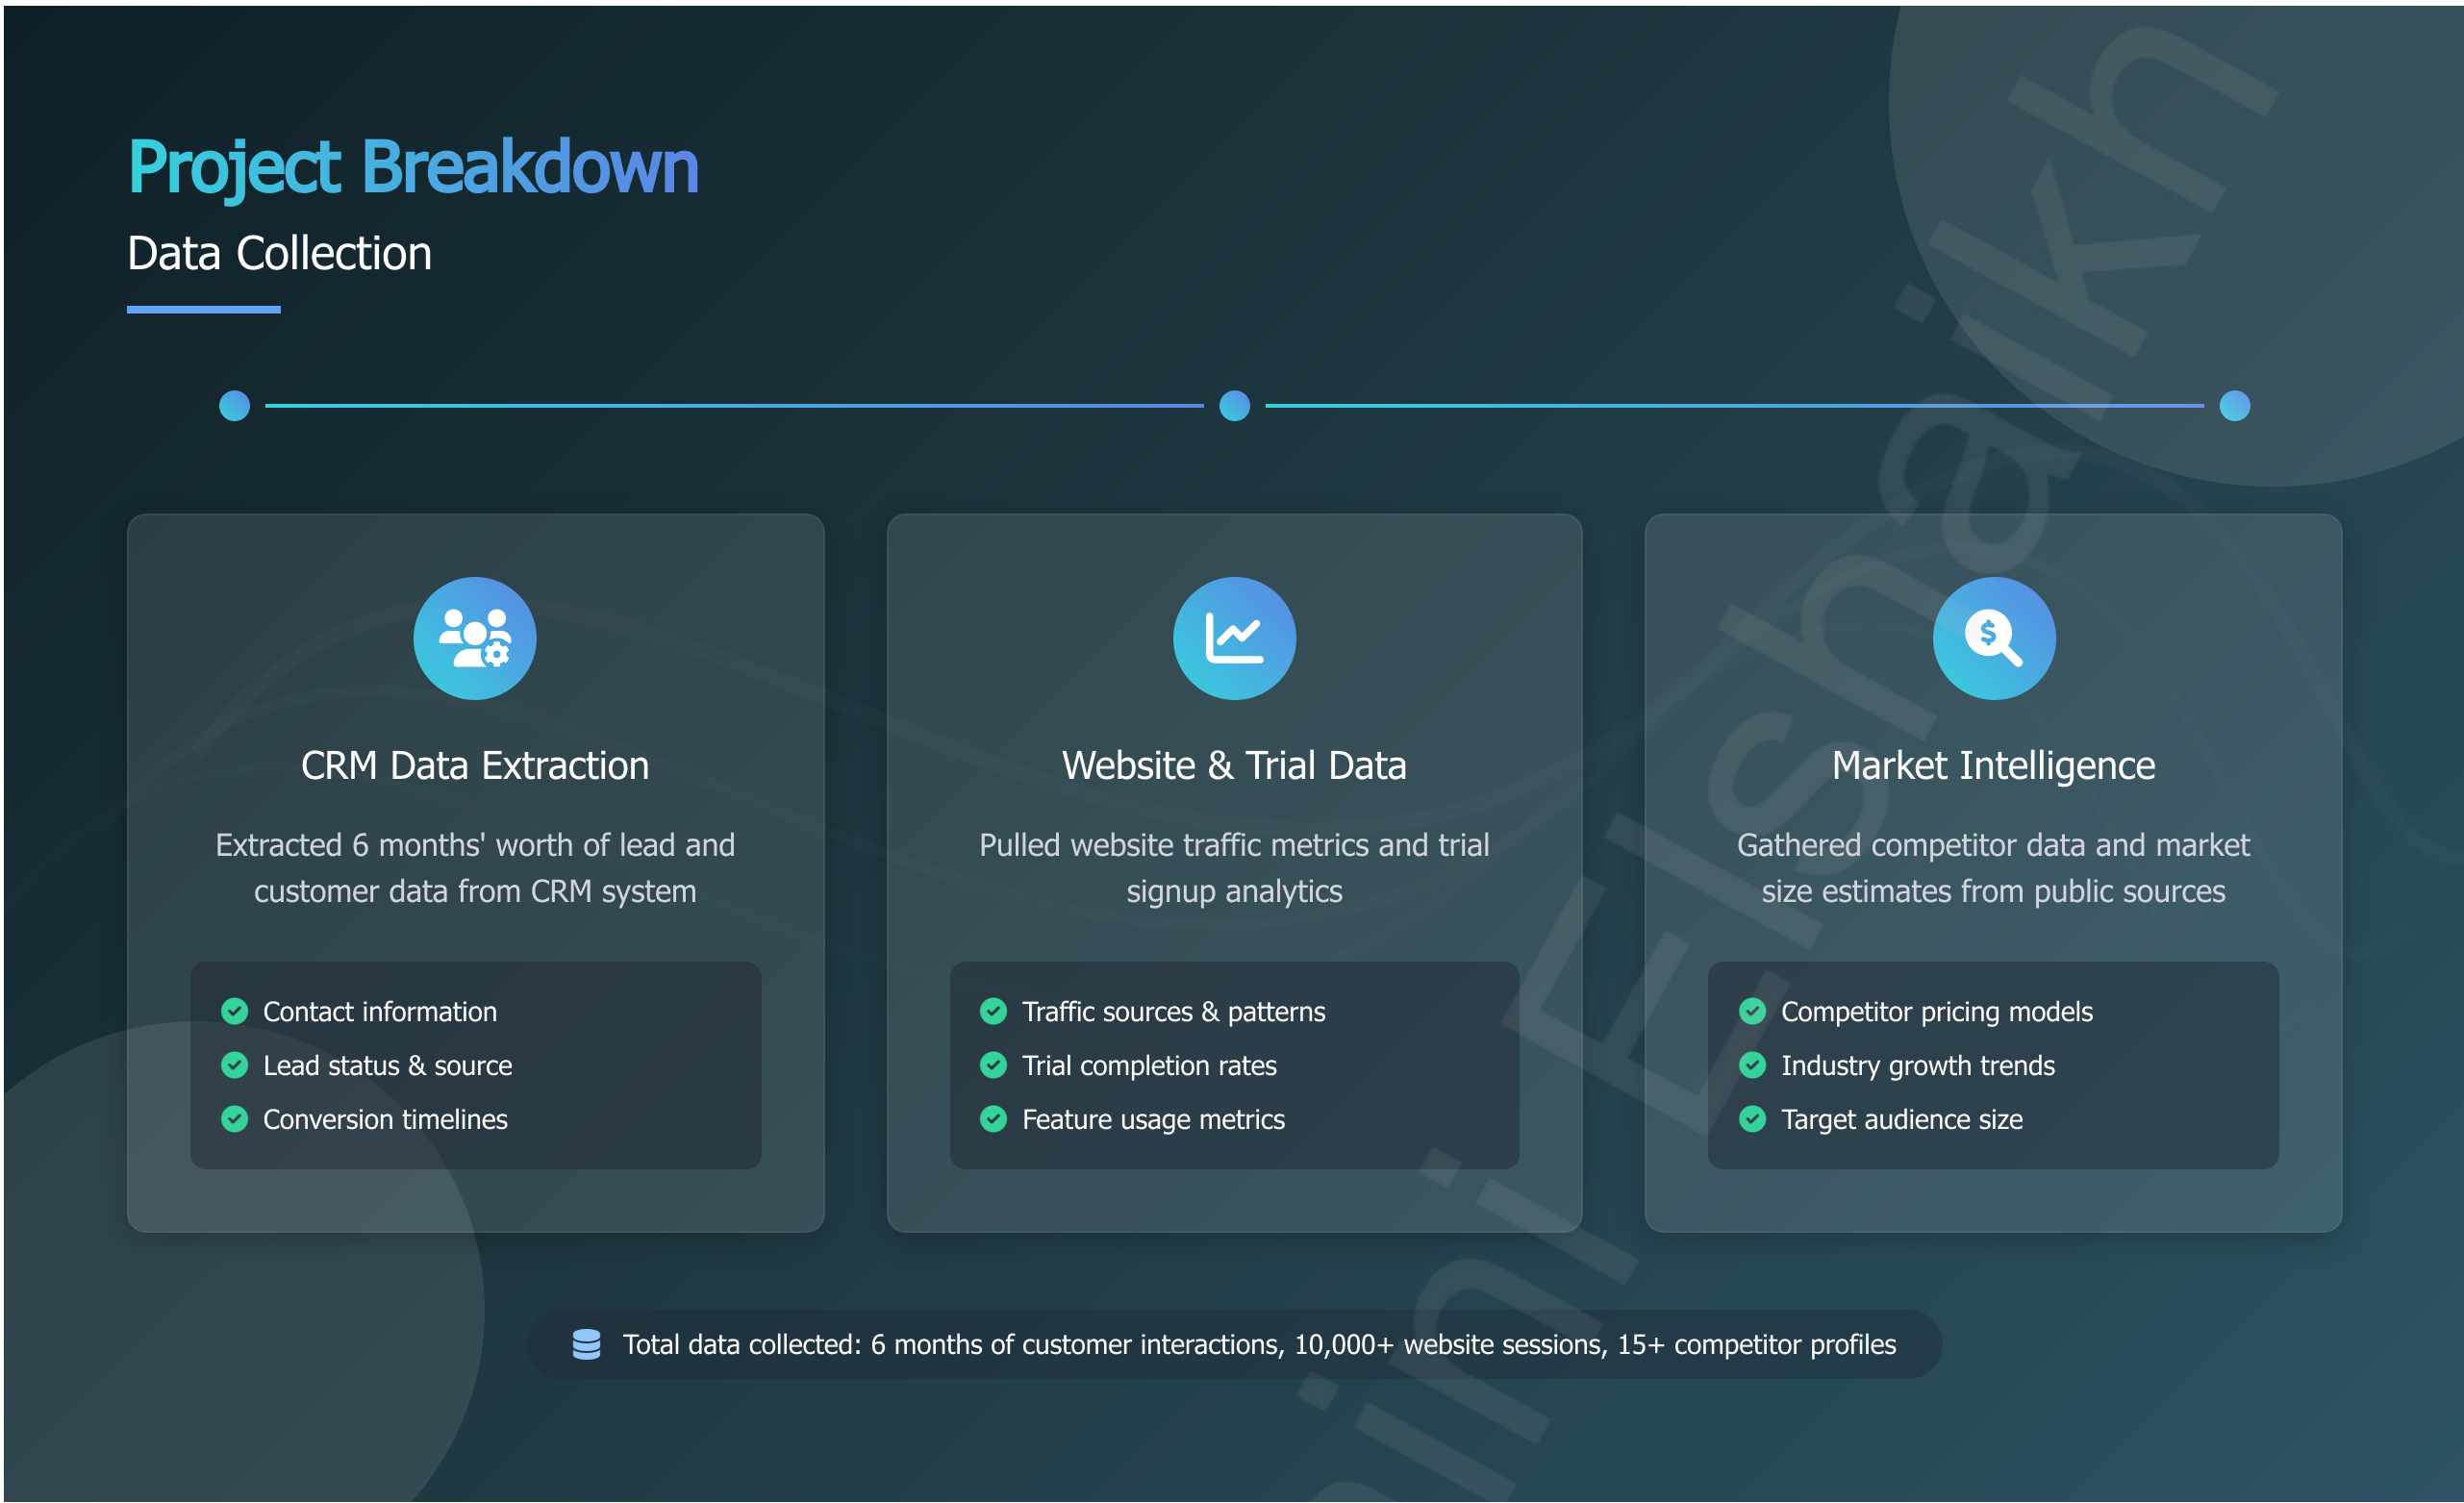 Project Breakdown
Data Collection
CRM Data Extraction
Extracted 6 months' worth of lead and
customer data from CRM system
Contact information
Lead status & source
Conversion timelines
Website & Trial Data
Pulled website traffic metrics and trial
signup analytics
Traffic sources & patterns
Trial completion rates
Feature usage metrics
Market Intelligence
Gathered competitor data and market
size estimates from public sources
Competitor pricing models
Industry growth trends
Target audience size
Total data collected: 6 months of customer interactions, 10,000+ website sessions, 15+ competitor profiles
Elshaikh